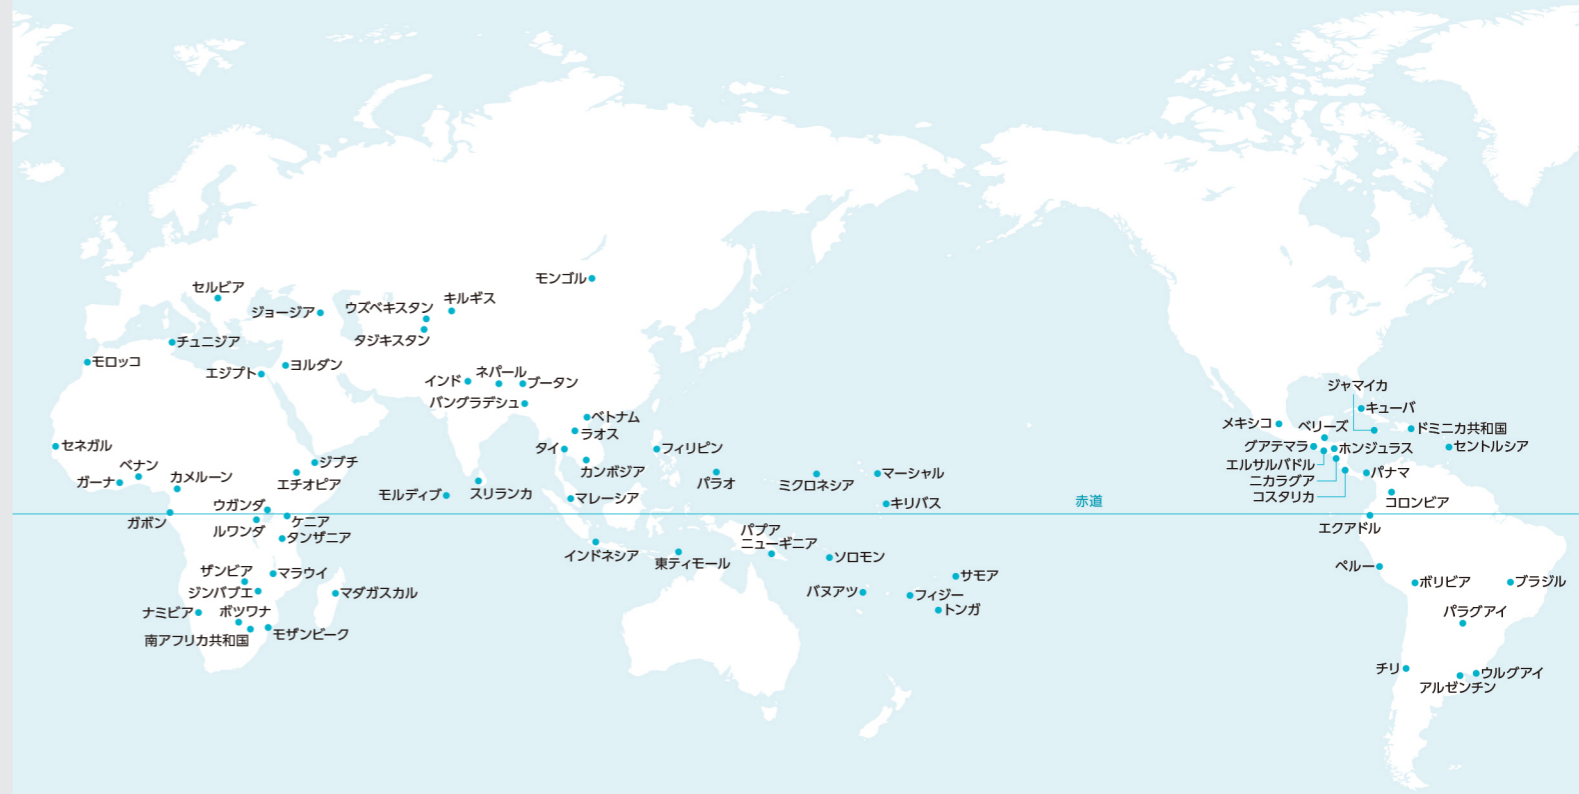 モンゴル
セルビア
ジョージア
ウズベキスタン
キルギス
タジキスタン
チュニジア
モロッコ
エジプト
ヨルダン
インド
ネパール
ブータン
バングラデシュ
ベトナム
ラオス
タイ
フィリピン
カンボジア
セネガル
ベナン
ガーナ
カメルーン
ジブチ
エチオピア
モルディブ
スリランカ
マレーシア
パラオ
ミクロネシア
マーシャル
キリバス
赤道
ウガンダ
ガボン
ルワンダ
ケニア
タンザニア
インドネシア
東ティモール
パプア
ニューギニア
ソロモン
ザンビア
マラウイ
ジンバブエ
マダガスカル
ナミビア
ボツワナ
南アフリカ共和国
モザンビーク
バヌアツ
サモア
フィジー
トンガ
ジャマイカ
キューバ
メキシコ
ベリーズ
ドミニカ共和国
グアテマラ
ホンジュラス
セントルシア
エルサルバドル
ニカラグア
コスタリカ
パナマ
コロンビア
エクアドル
ペルー
ボリビア
ブラジル
パラグアイ
チリ
ウルグアイ
アルゼンチン